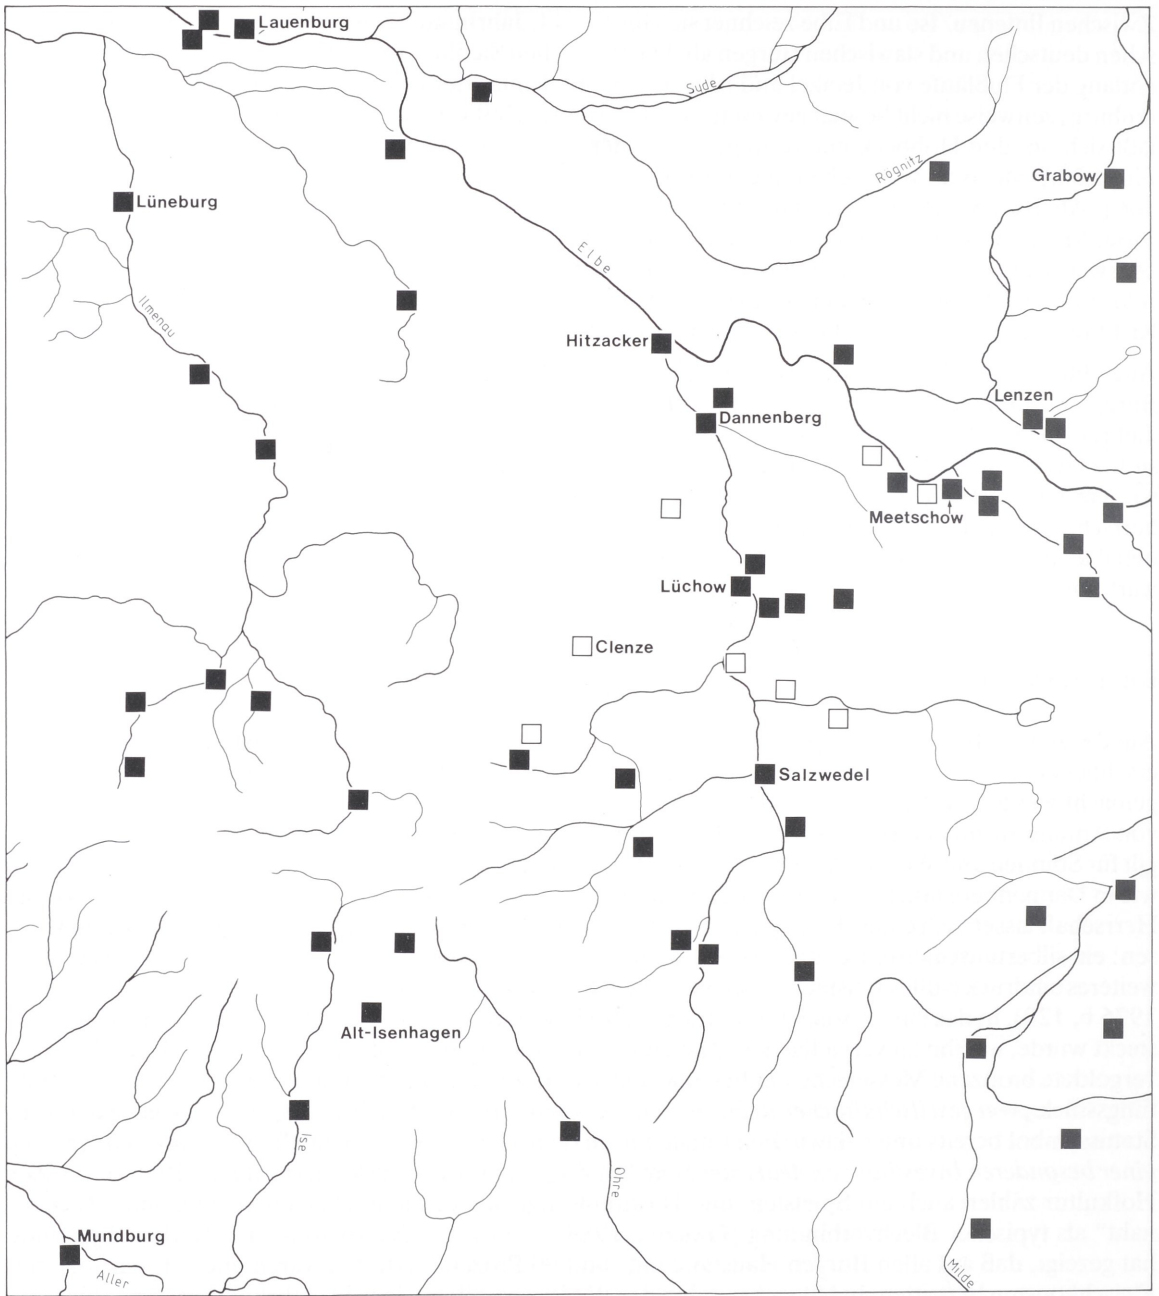 Lauenburg
Sude
Rognitz
Grabow
Lüneburg
Elbe
Ilmenau
Hitzacker
Lenzen
Dannenberg
Meetschow
Lüchow
Clenze
Salzwedel
Alt-Isenhagen
Ise
Ohre
Mundburg
Aller
Milde